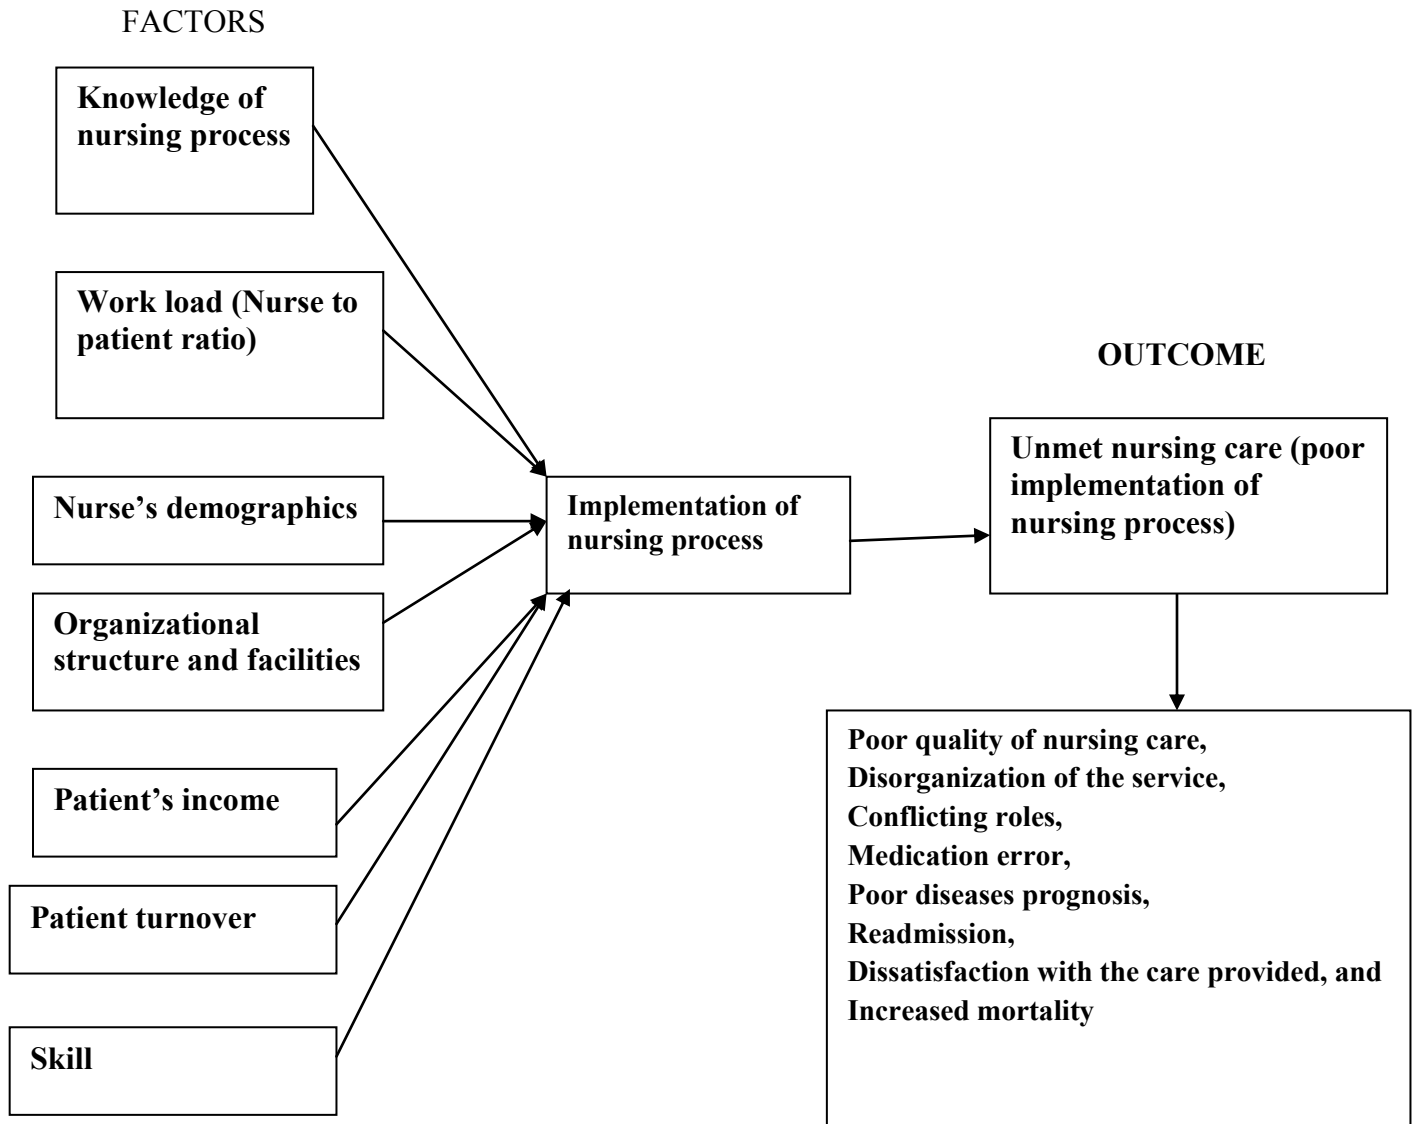 FACTORS
Knowledge of
nursing process
Work load (Nurse to
patient ratio)
Nurse’s demographics
Organizational
structure and facilities
Patient’s income
Patient turnover
Skill
Implementation of
nursing process
OUTCOME
Unmet nursing care (poor
implementation of
nursing process)
Poor quality of nursing care,
Disorganization of the service,
Conflicting roles,
Medication error,
Poor diseases prognosis,
Readmission,
Dissatisfaction with the care provided, and
Increased mortality